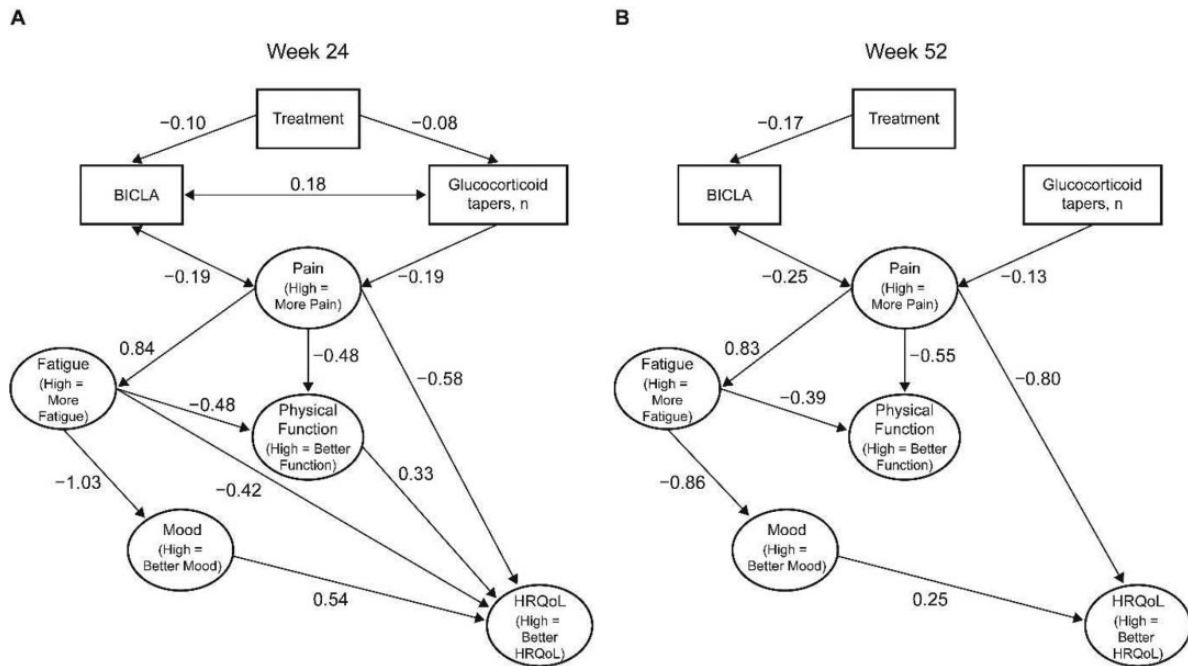 A
Week 24
Treatment
−0.10
−0.08
BICLA
0.18
Glucocorticoid
tapers, n
−0.19
Pain
(High =
More Pain)
−0.19
0.84
−0.48
−0.58
Fatigue
(High =
More
Fatigue)
−0.48
Physical
Function
(High = Better
Function)
−1.03
−0.42
0.33
Mood
(High =
Better Mood)
0.54
HRQoL
(High =
Better
HRQoL)
B
Week 52
Treatment
−0.17
BICLA
Glucocorticoid
tapers, n
−0.25
Pain
(High =
More Pain)
−0.13
0.83
−0.55
−0.80
Fatigue
(High =
More
Fatigue)
−0.39
Physical
Function
(High = Better
Function)
−0.86
Mood
(High =
Better Mood)
0.25
HRQoL
(High =
Better
HRQoL)